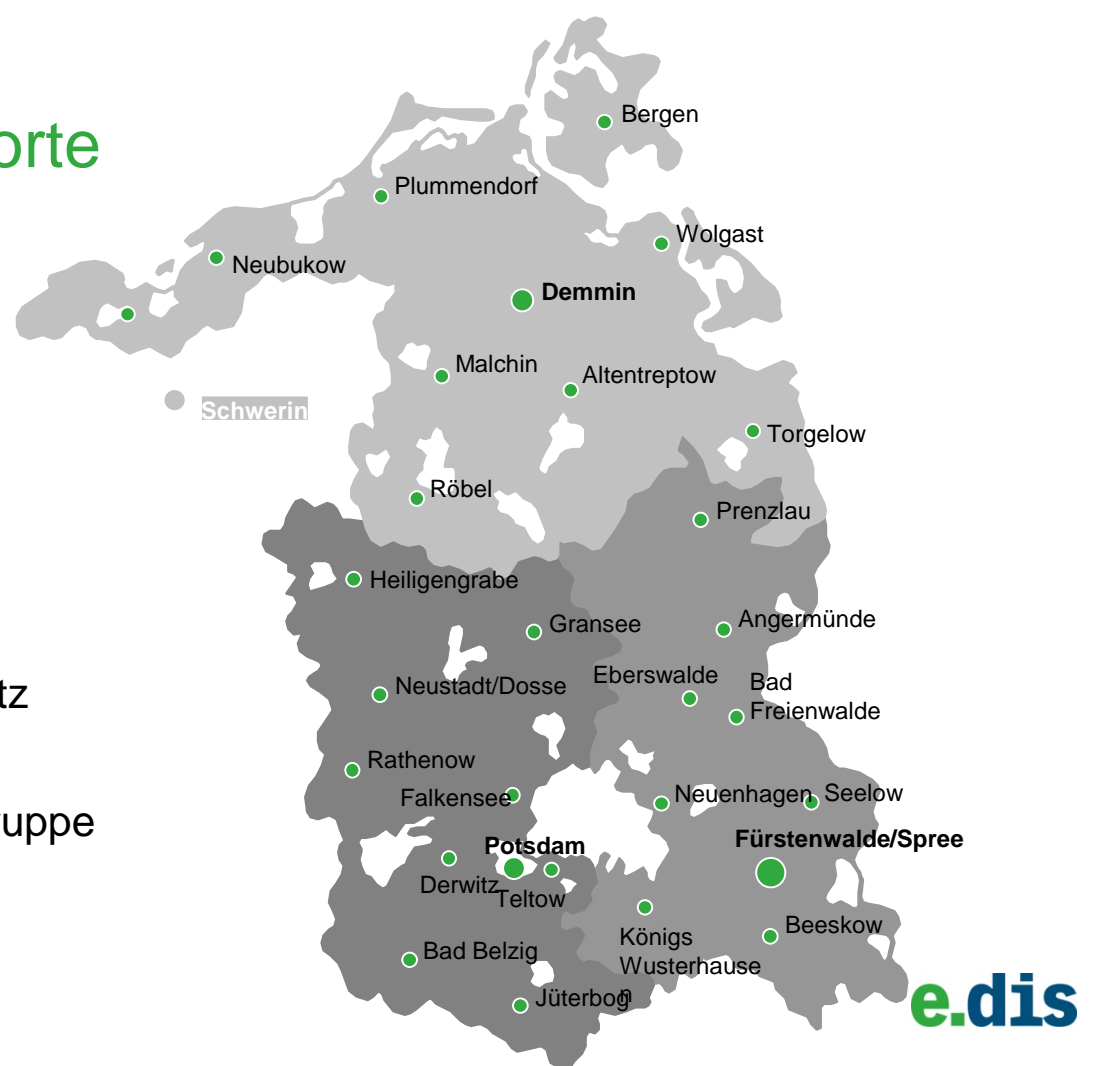 orte
Bergen
Plummendorf
Wolgast
Neubukow
Demmin
Malchin
Altentreptow
Schwerin
Torgelow
Röbel
Prenzlau
Heiligengrabe
Gransee
Angermünde
Eberswalde
Bad
Freienwalde
tz
Neustadt/Dosse
Rathenow
Falkensee
Neuenhagen
Seelow
ruppe
Potsdam
Fürstenwalde/Spree
Derwitz
Teltow
Beeskow
Königs
Wusterhause
n
Bad Belzig
Jüterbog
e.dis